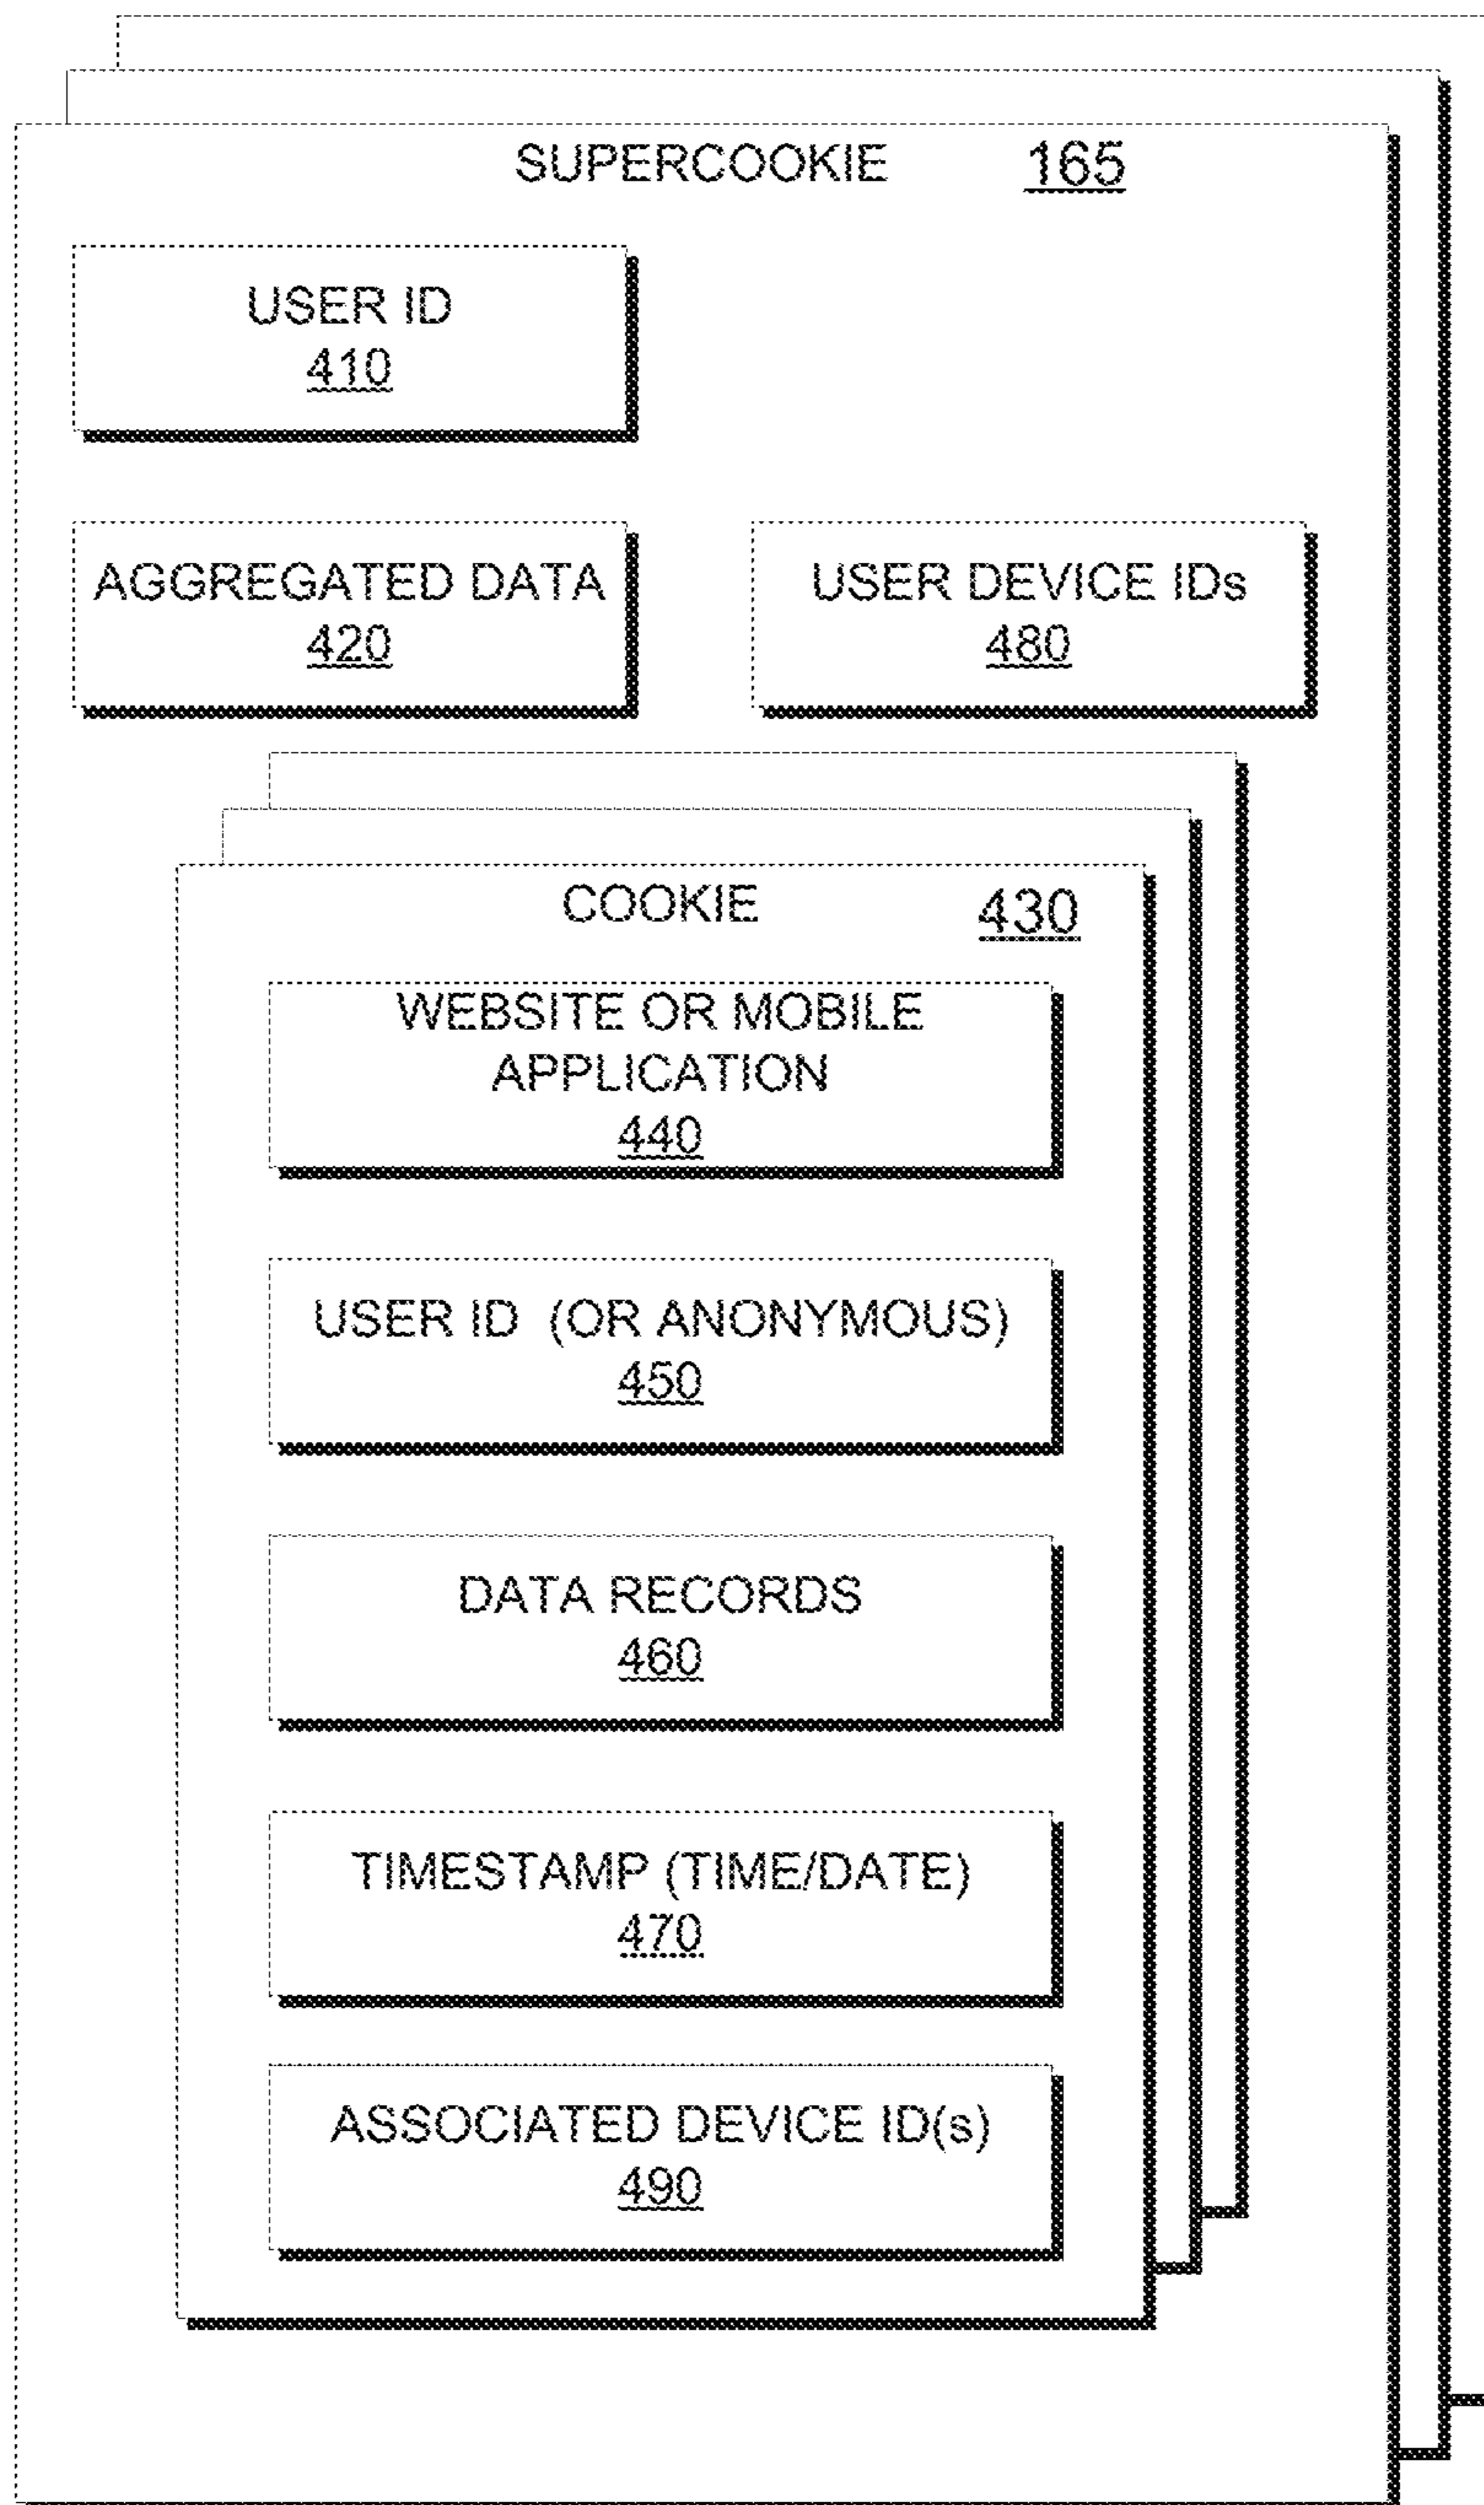 SUPERCOOKIE 165
USER ID
410
AGGREGATED DATA
420
USER DEVICE IDs
480
COOKIE 430
WEBSITE OR MOBILE
APPLICATION
440
USER ID (OR ANONYMOUS)
450
DATA RECORDS
460
TIMESTAMP (TIME/DATE)
470
ASSOCIATED DEVICE ID(s)
490